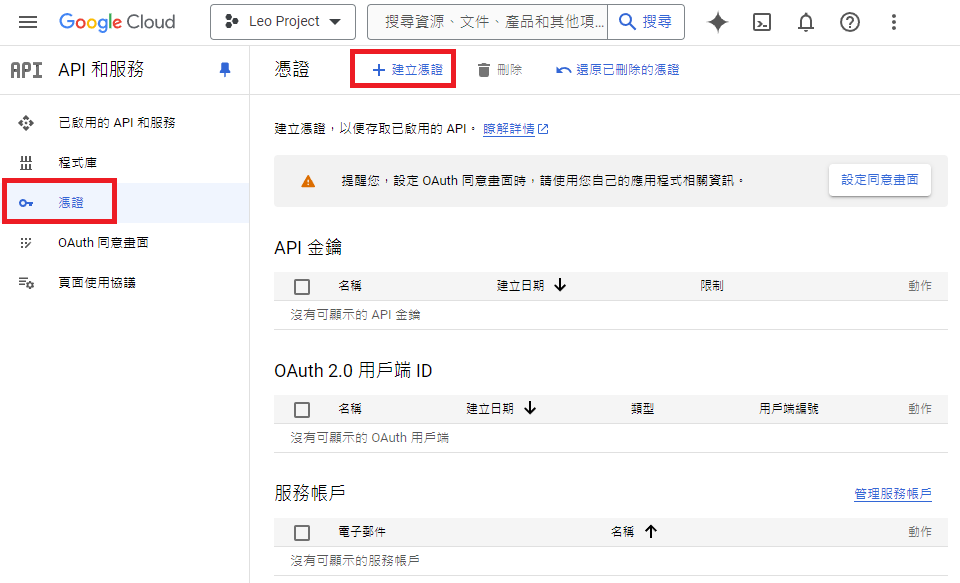 Google Cloud
Leo Project
搜尋資源、文件、產品和其他項...
搜尋
API
API 和服務
憑證
建立憑證
刪除
還原已刪除的憑證
已啟用的 API 和服務
程式庫
憑證
OAuth 同意畫面
頁面使用協議
建立憑證，以便存取已啟用的 API。 瞭解詳情
提醒您，設定 OAuth 同意畫面時，請使用您自己的應用程式相關資訊。
設定同意畫面
API 金鑰
名稱 建立日期 限制 動作
沒有可顯示的 API 金鑰
OAuth 2.0 用戶端 ID
名稱 建立日期 類型 用戶端編號 動作
沒有可顯示的 OAuth 用戶端
服務帳戶
管理服務帳戶
電子郵件 名稱 動作
沒有可顯示的服務帳戶